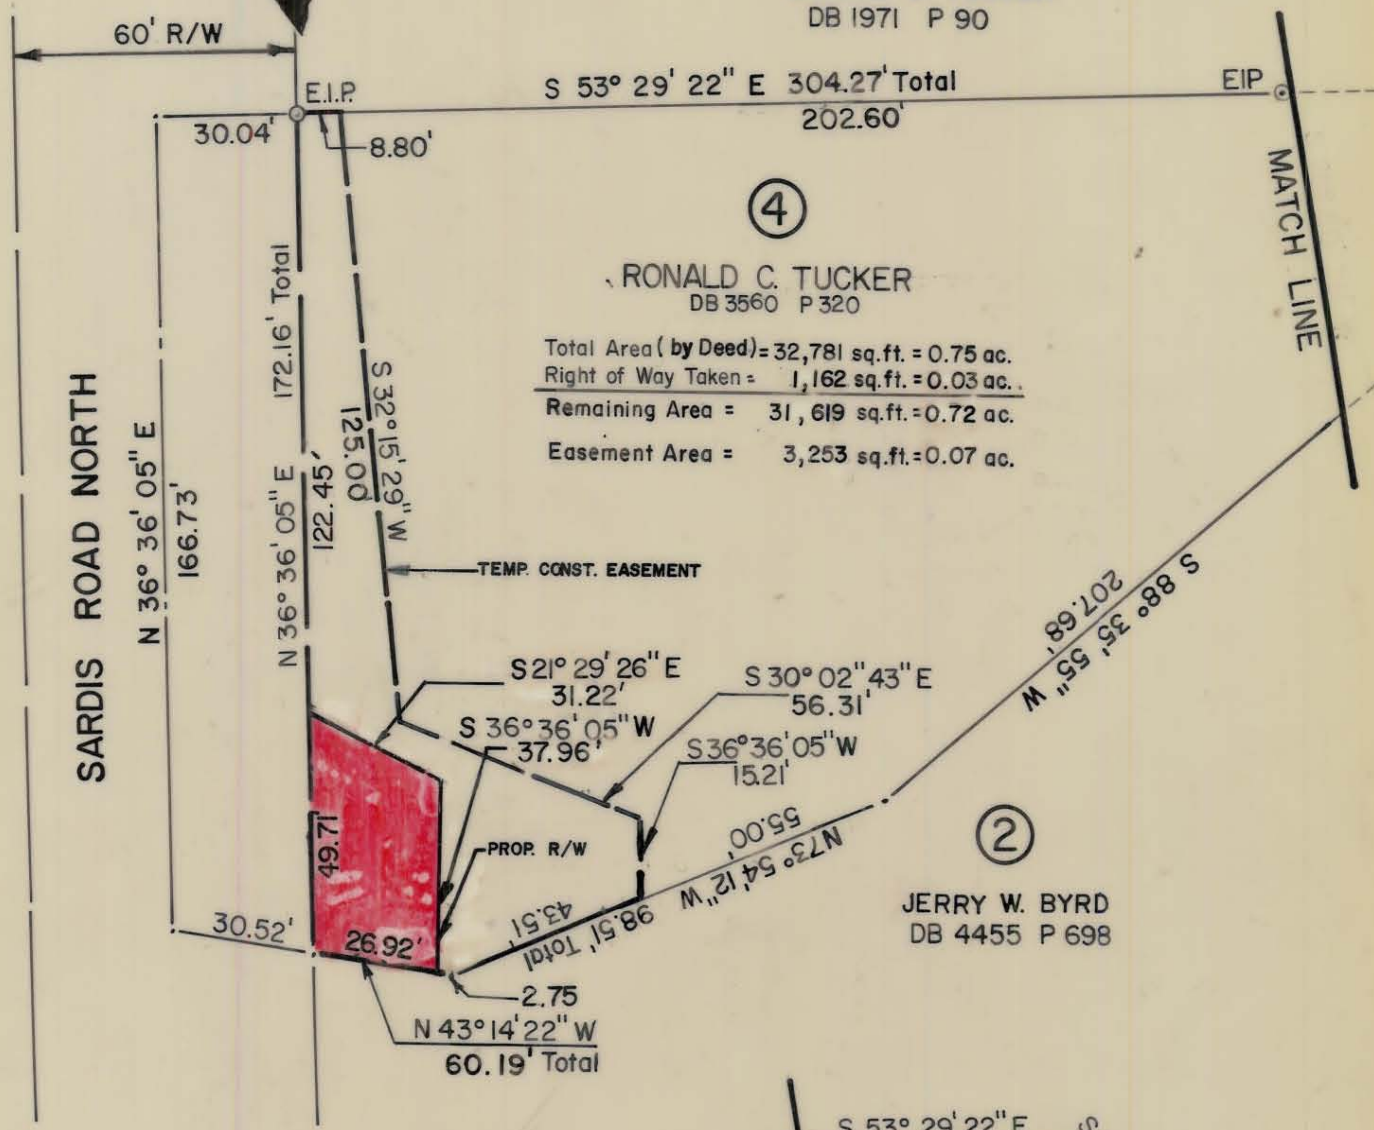 DB 1971 P 90
60' R/W
S 53° 29' 22" E 304.27' Total
202.60'
EIP
E.I.P.
30.04'
8.80'
MATCH LINE
4
RONALD C. TUCKER
DB 3560 P 320
Total Area (by Deed)= 32,781 sq.ft. = 0.75 ac.
Right of Way Taken = 1,162 sq.ft. = 0.03 ac.
Remaining Area = 31,619 sq.ft. = 0.72 ac.
Easement Area = 3,253 sq.ft. = 0.07 ac.
SARDIS ROAD NORTH
N 36° 36' 05" E
166.73'
N 36° 36' 05" E 172.16' Total
122.45'
S 32° 15' 29" W
125.00'
TEMP. CONST. EASEMENT
S 21° 29' 26" E
31.22'
S 36° 36' 05" W
37.96'
S 30° 02" 43" E
56.31'
S 36° 36' 05" W
15.21'
207.68'
S 88° 35' 55" W
55.00'
N 73° 54' 12" W
43.51'
98.51' Total
49.71
PROP. R/W
2
JERRY W. BYRD
DB 4455 P 698
30.52'
26.92'
2.75
N 43° 14' 22" W
60.19' Total
S 53° 29' 22" E